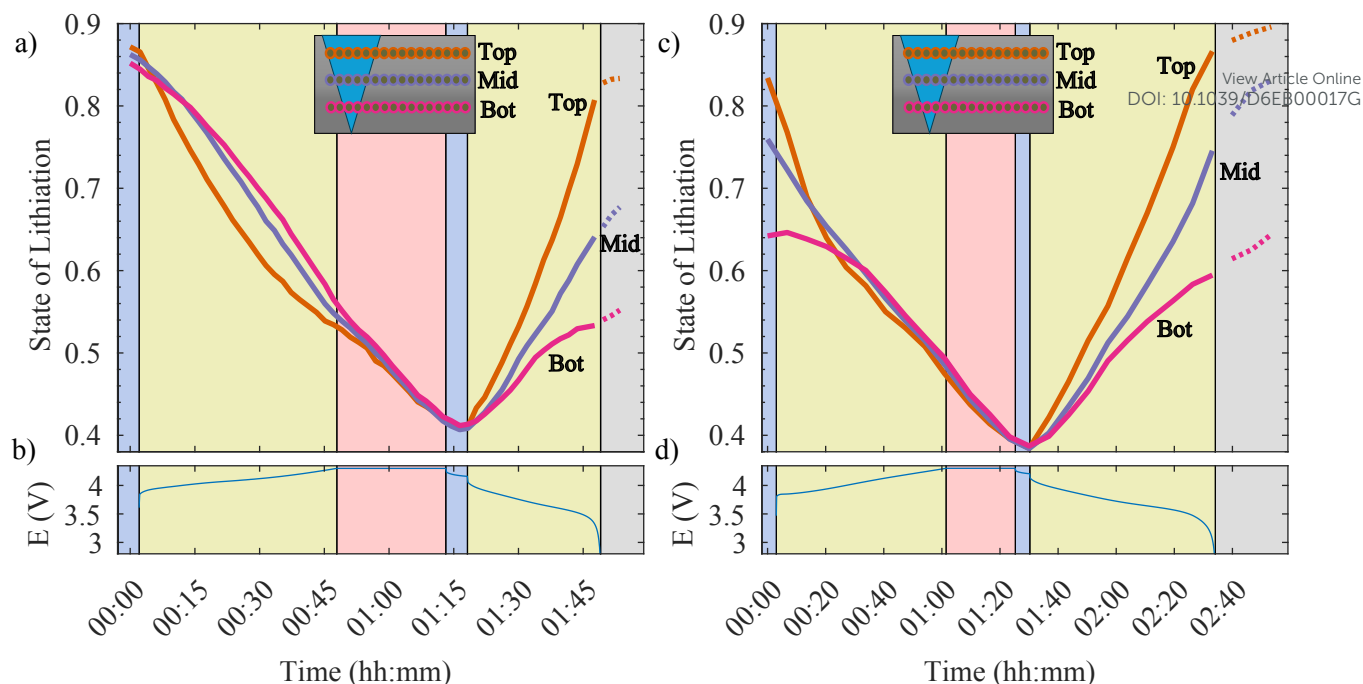 a)
0.9
0.8
0.7
0.6
0.5
0.4
State of Lithiation
Top
Mid
Bot
Top
Mid
Bot
b)
4
3.5
3
E (V)
00:00
00:15
00:30
00:45
01:00
01:15
01:30
01:45
Time (hh:mm)
c)
0.9
0.8
0.7
0.6
0.5
0.4
State of Lithiation
Top
Mid
Bot
Top
Mid
Bot
View Article Online
DOI: 10.1039/D6EB00017G
d)
4
3.5
3
E (V)
00:00
00:20
00:40
01:00
01:20
01:40
02:00
02:20
02:40
Time (hh:mm)